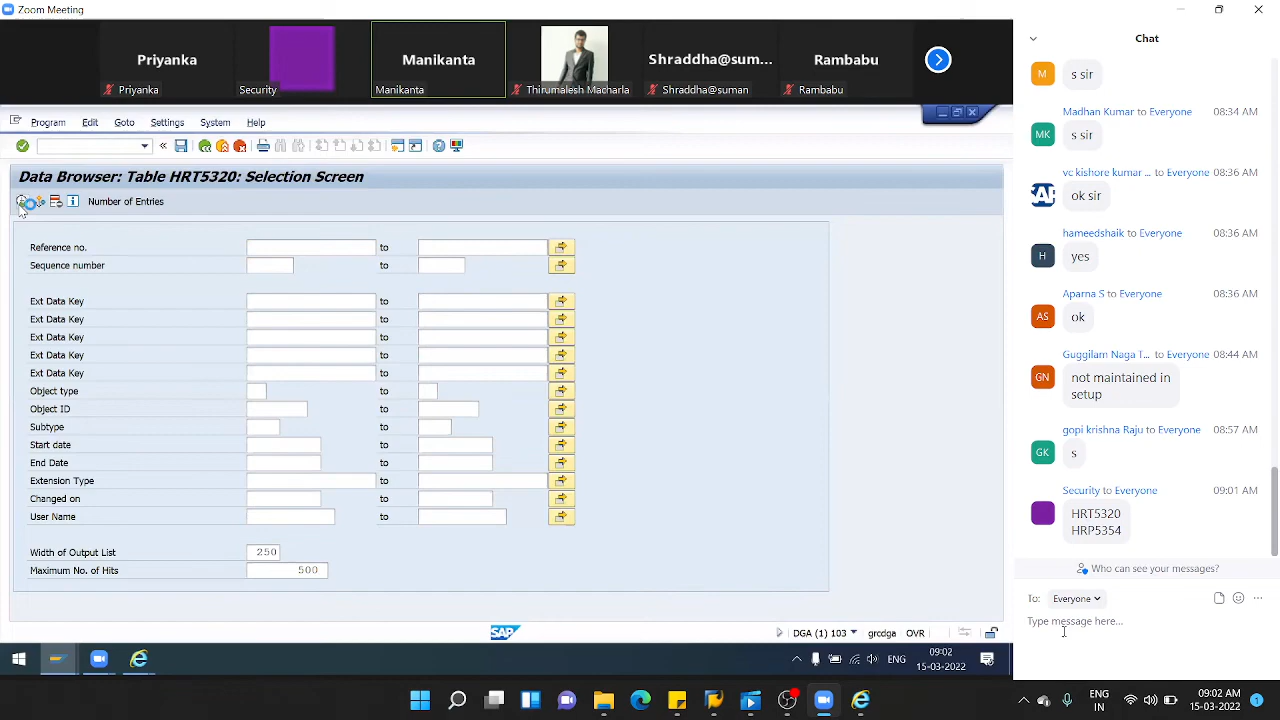 Zoom Meeting
Priyanka
Manikanta
Shraddha@sum...
Rambabu
Priyanka
Security
Manikanta
Thirumalesh Macharla
Shraddha@suman
Rambabu
Program Edit Goto Settings System Help
Data Browser: Table HRT5320: Selection Screen
Number of Entries
Reference no. to
Sequence number to
Ext Data Key to
Ext Data Key to
Ext Data Key to
Ext Data Key to
Ext Data Key to
Object type to
Object ID to
Subtype to
Start date to
End Date to
Extension Type to
Changed on to
User Name to
Width of Output List 250
Maximum No. of Hits 500
SAP DGA (1) 103 grcdga OVR
ENG 09:02
15-03-2022
Chat
M s sir
Madhan Kumar to Everyone 08:34 AM
MK s sir
vc kishore kumar ... to Everyone 08:36 AM
SAP ok sir
hameedshaik to Everyone 08:36 AM
H yes
Aparna S to Everyone 08:36 AM
AS ok
Guggilam Naga T... to Everyone 08:44 AM
GN not maintained in
setup
gopi krishna Raju to Everyone 08:57 AM
GK s
Security to Everyone 09:01 AM
HRT5320
HRP5354
Who can see your messages?
To: Everyone
Type message here...
ENG
IN
09:02 AM
15-03-2022
1